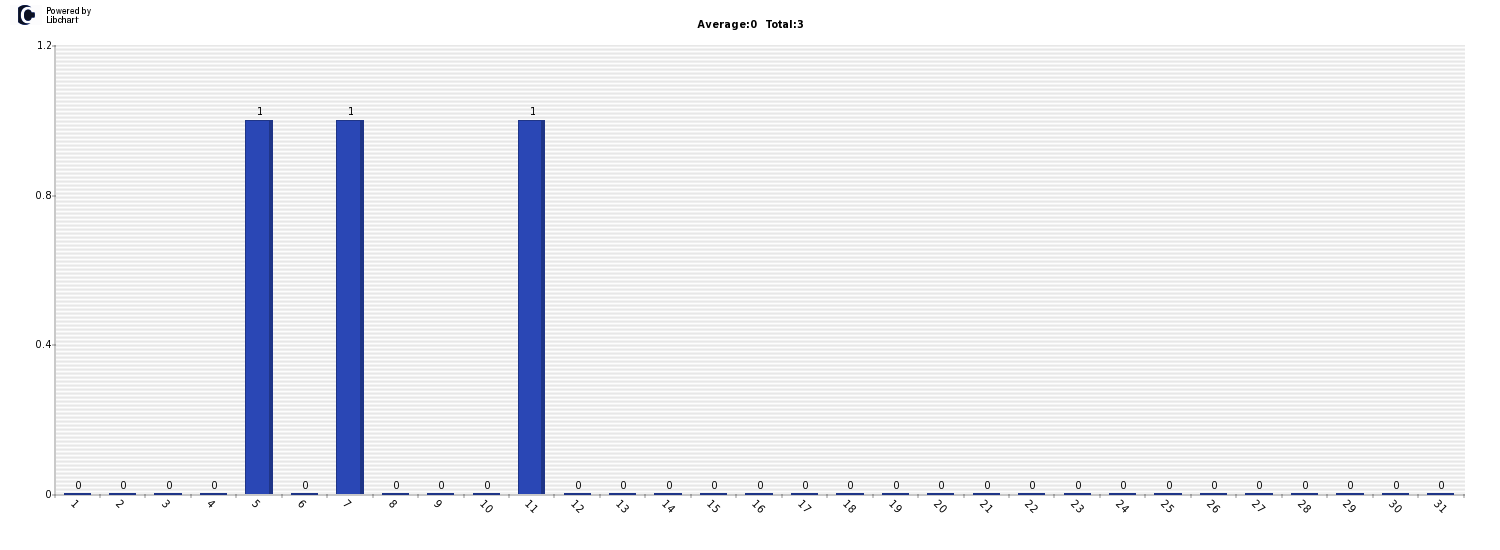 Powered by
Libchart
Average:0  Total:3
1.2
0.8
0.4
0
0 0 0 0 1 0 1 0 0 0 1 0 0 0 0 0 0 0 0 0 0 0 0 0 0 0 0 0 0 0 0
1 2 3 4 5 6 7 8 9 10 11 12 13 14 15 16 17 18 19 20 21 22 23 24 25 26 27 28 29 30 31